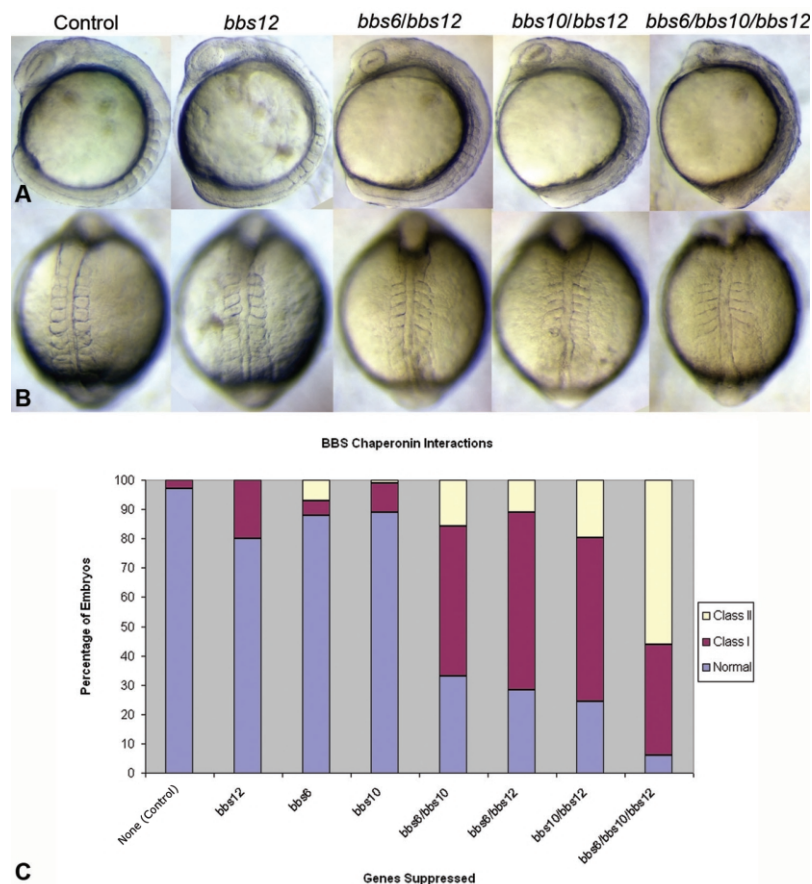 Control bbs12 bbs6/bbs12 bbs10/bbs12 bbs6/bbs10/bbs12
A
B
BBS Chaperonin Interactions
100
90
80
70
60
50
40
30
20
10
0
Percentage of Embryos
Class II
Class I
Normal
None (Control)
bbs12
bbs6
bbs10
bbs6/bbs10
bbs6/bbs12
bbs10/bbs12
bbs6/bbs10/bbs12
Genes Suppressed
C